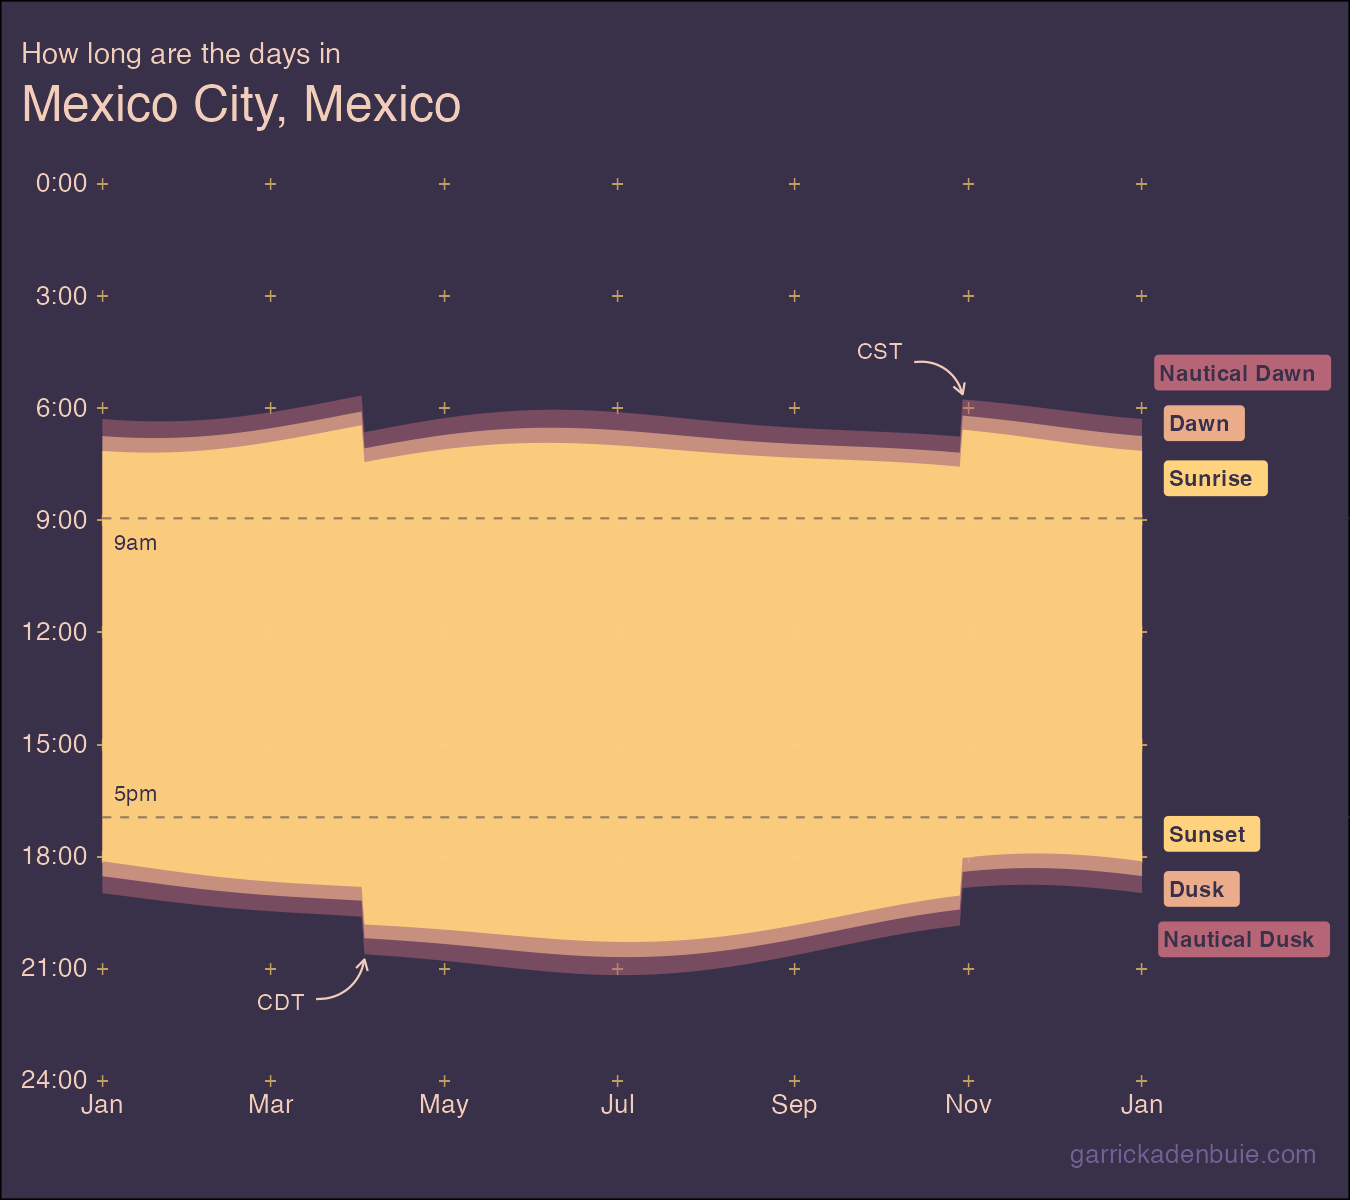 How long are the days in
Mexico City, Mexico
0:00
3:00
CST
Nautical Dawn
6:00
Dawn
Sunrise
9:00
9am
12:00
15:00
5pm
Sunset
18:00
Dusk
Nautical Dusk
21:00
CDT
24:00
Jan Mar May Jul Sep Nov Jan
garrickadenbuie.com